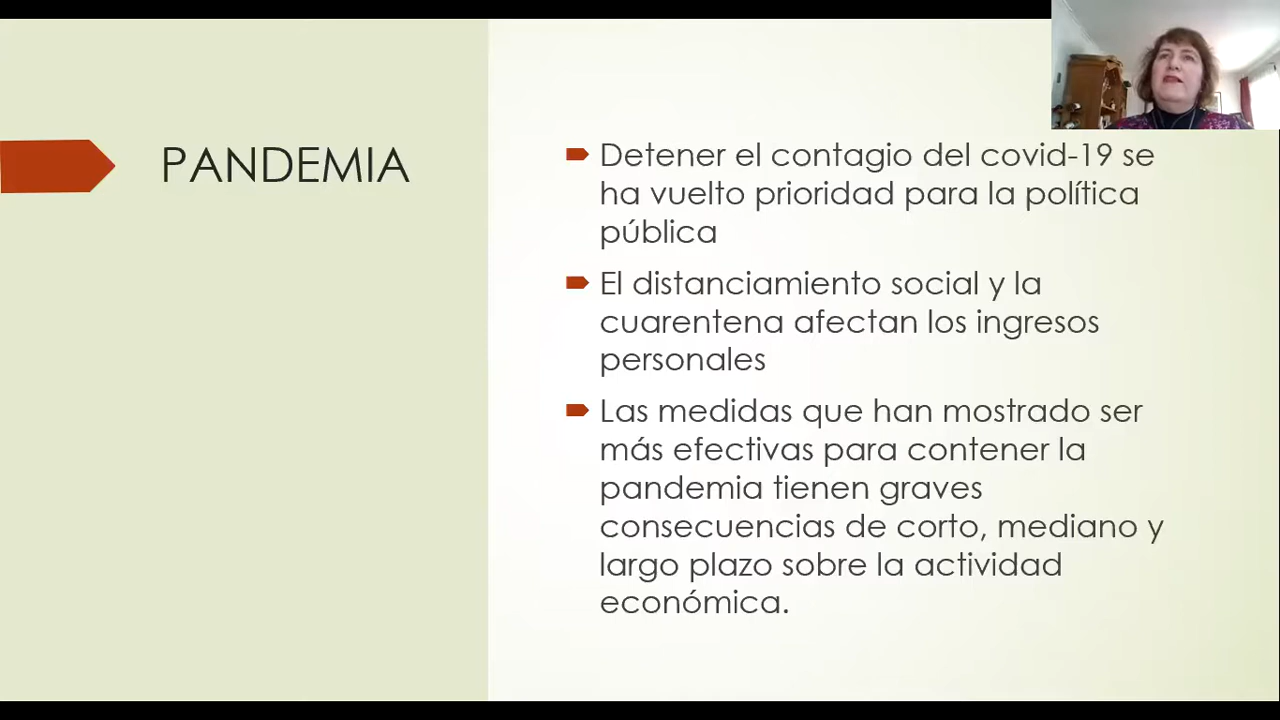 PANDEMIA
Detener el contagio del covid-19 se
ha vuelto prioridad para la política
pública
El distanciamiento social y la
cuarentena afectan los ingresos
personales
Las medidas que han mostrado ser
más efectivas para contener la
pandemia tienen graves
consecuencias de corto, mediano y
largo plazo sobre la actividad
económica.